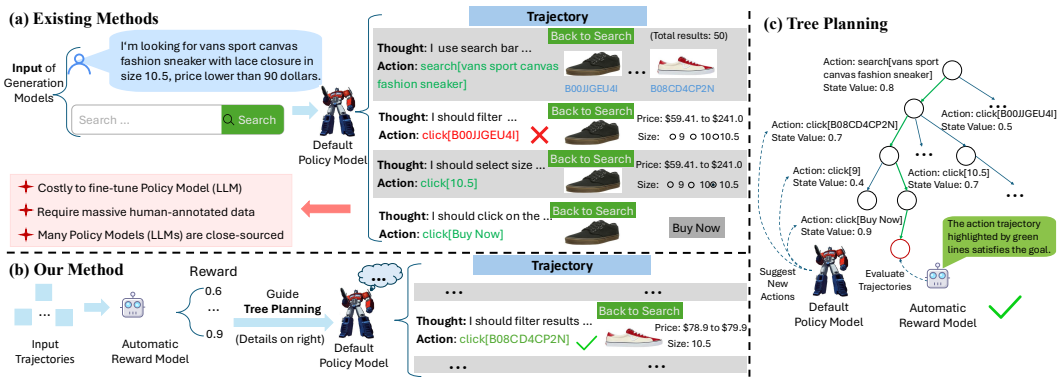 (a) Existing Methods
Input of
Generation
Models
I'm looking for vans sport canvas
fashion sneaker with lace closure in
size 10.5, price lower than 90 dollars.
Search ...
Search
Default
Policy Model
Costly to fine-tune Policy Model (LLM)
Require massive human-annotated data
Many Policy Models (LLMs) are close-sourced
Trajectory
Thought: I use search bar ...
Action: search[vans sport canvas
fashion sneaker]
Back to Search
(Total results: 50)
...
B00JJGEU4I
B08CD4CP2N
Thought: I should filter ...
Action: click[B00JJGEU4I]
Back to Search
Price: $59.41. to $241.0
Size: 9 10 10.5
Thought: I should select size ...
Action: click[10.5]
Back to Search
Price: $59.41. to $241.0
Size: 9 10 10.5
Thought: I should click on the ...
Action: click[Buy Now]
Back to Search
Buy Now
(b) Our Method
...
Input
Trajectories
Automatic
Reward Model
Reward
0.6
...
0.9
Guide
Tree Planning
(Details on right)
...
Default
Policy Model
Trajectory
... ...
Thought: I should filter results ...
Action: click[B08CD4CP2N]
Back to Search
Price: $78.9 to $79.9
Size: 10.5
... ...
(c) Tree Planning
Action: search[vans sport
canvas fashion sneaker]
State Value: 0.8
...
Action: click[B00JJGEU4I]
State Value: 0.5
Action: click[B08CD4CP2N]
State Value: 0.7
...
Action: click[10.5]
State Value: 0.7
...
Action: click[9]
State Value: 0.4
Action: click[Buy Now]
State Value: 0.9
The action trajectory
highlighted by green
lines satisfies the goal.
Suggest
New
Actions
Evaluate
Trajectories
Default
Policy Model
Automatic
Reward Model